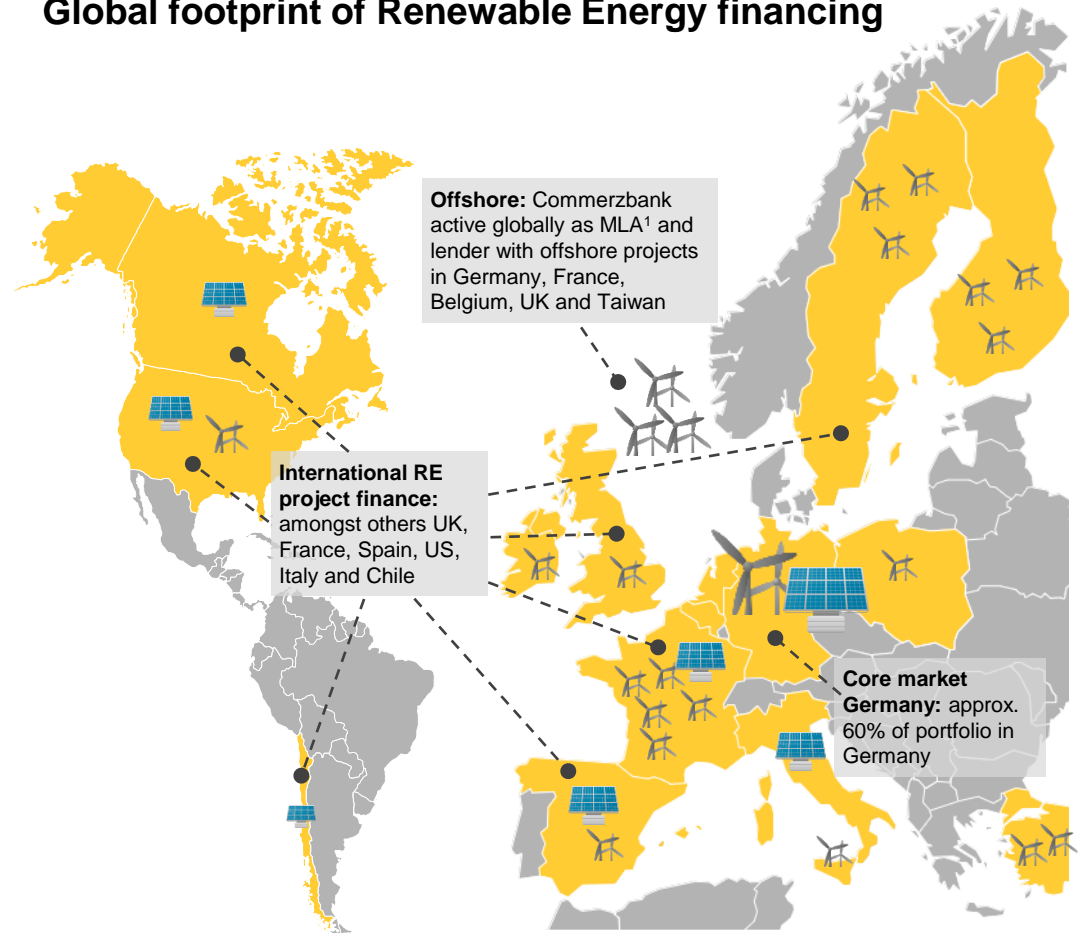 Global footprint of Renewable Energy financing
Offshore: Commerzbank
active globally as MLA¹ and
lender with offshore projects
in Germany, France,
Belgium, UK and Taiwan
International RE
project finance:
amongst others UK,
France, Spain, US,
Italy and Chile
Core market
Germany: approx.
60% of portfolio in
Germany